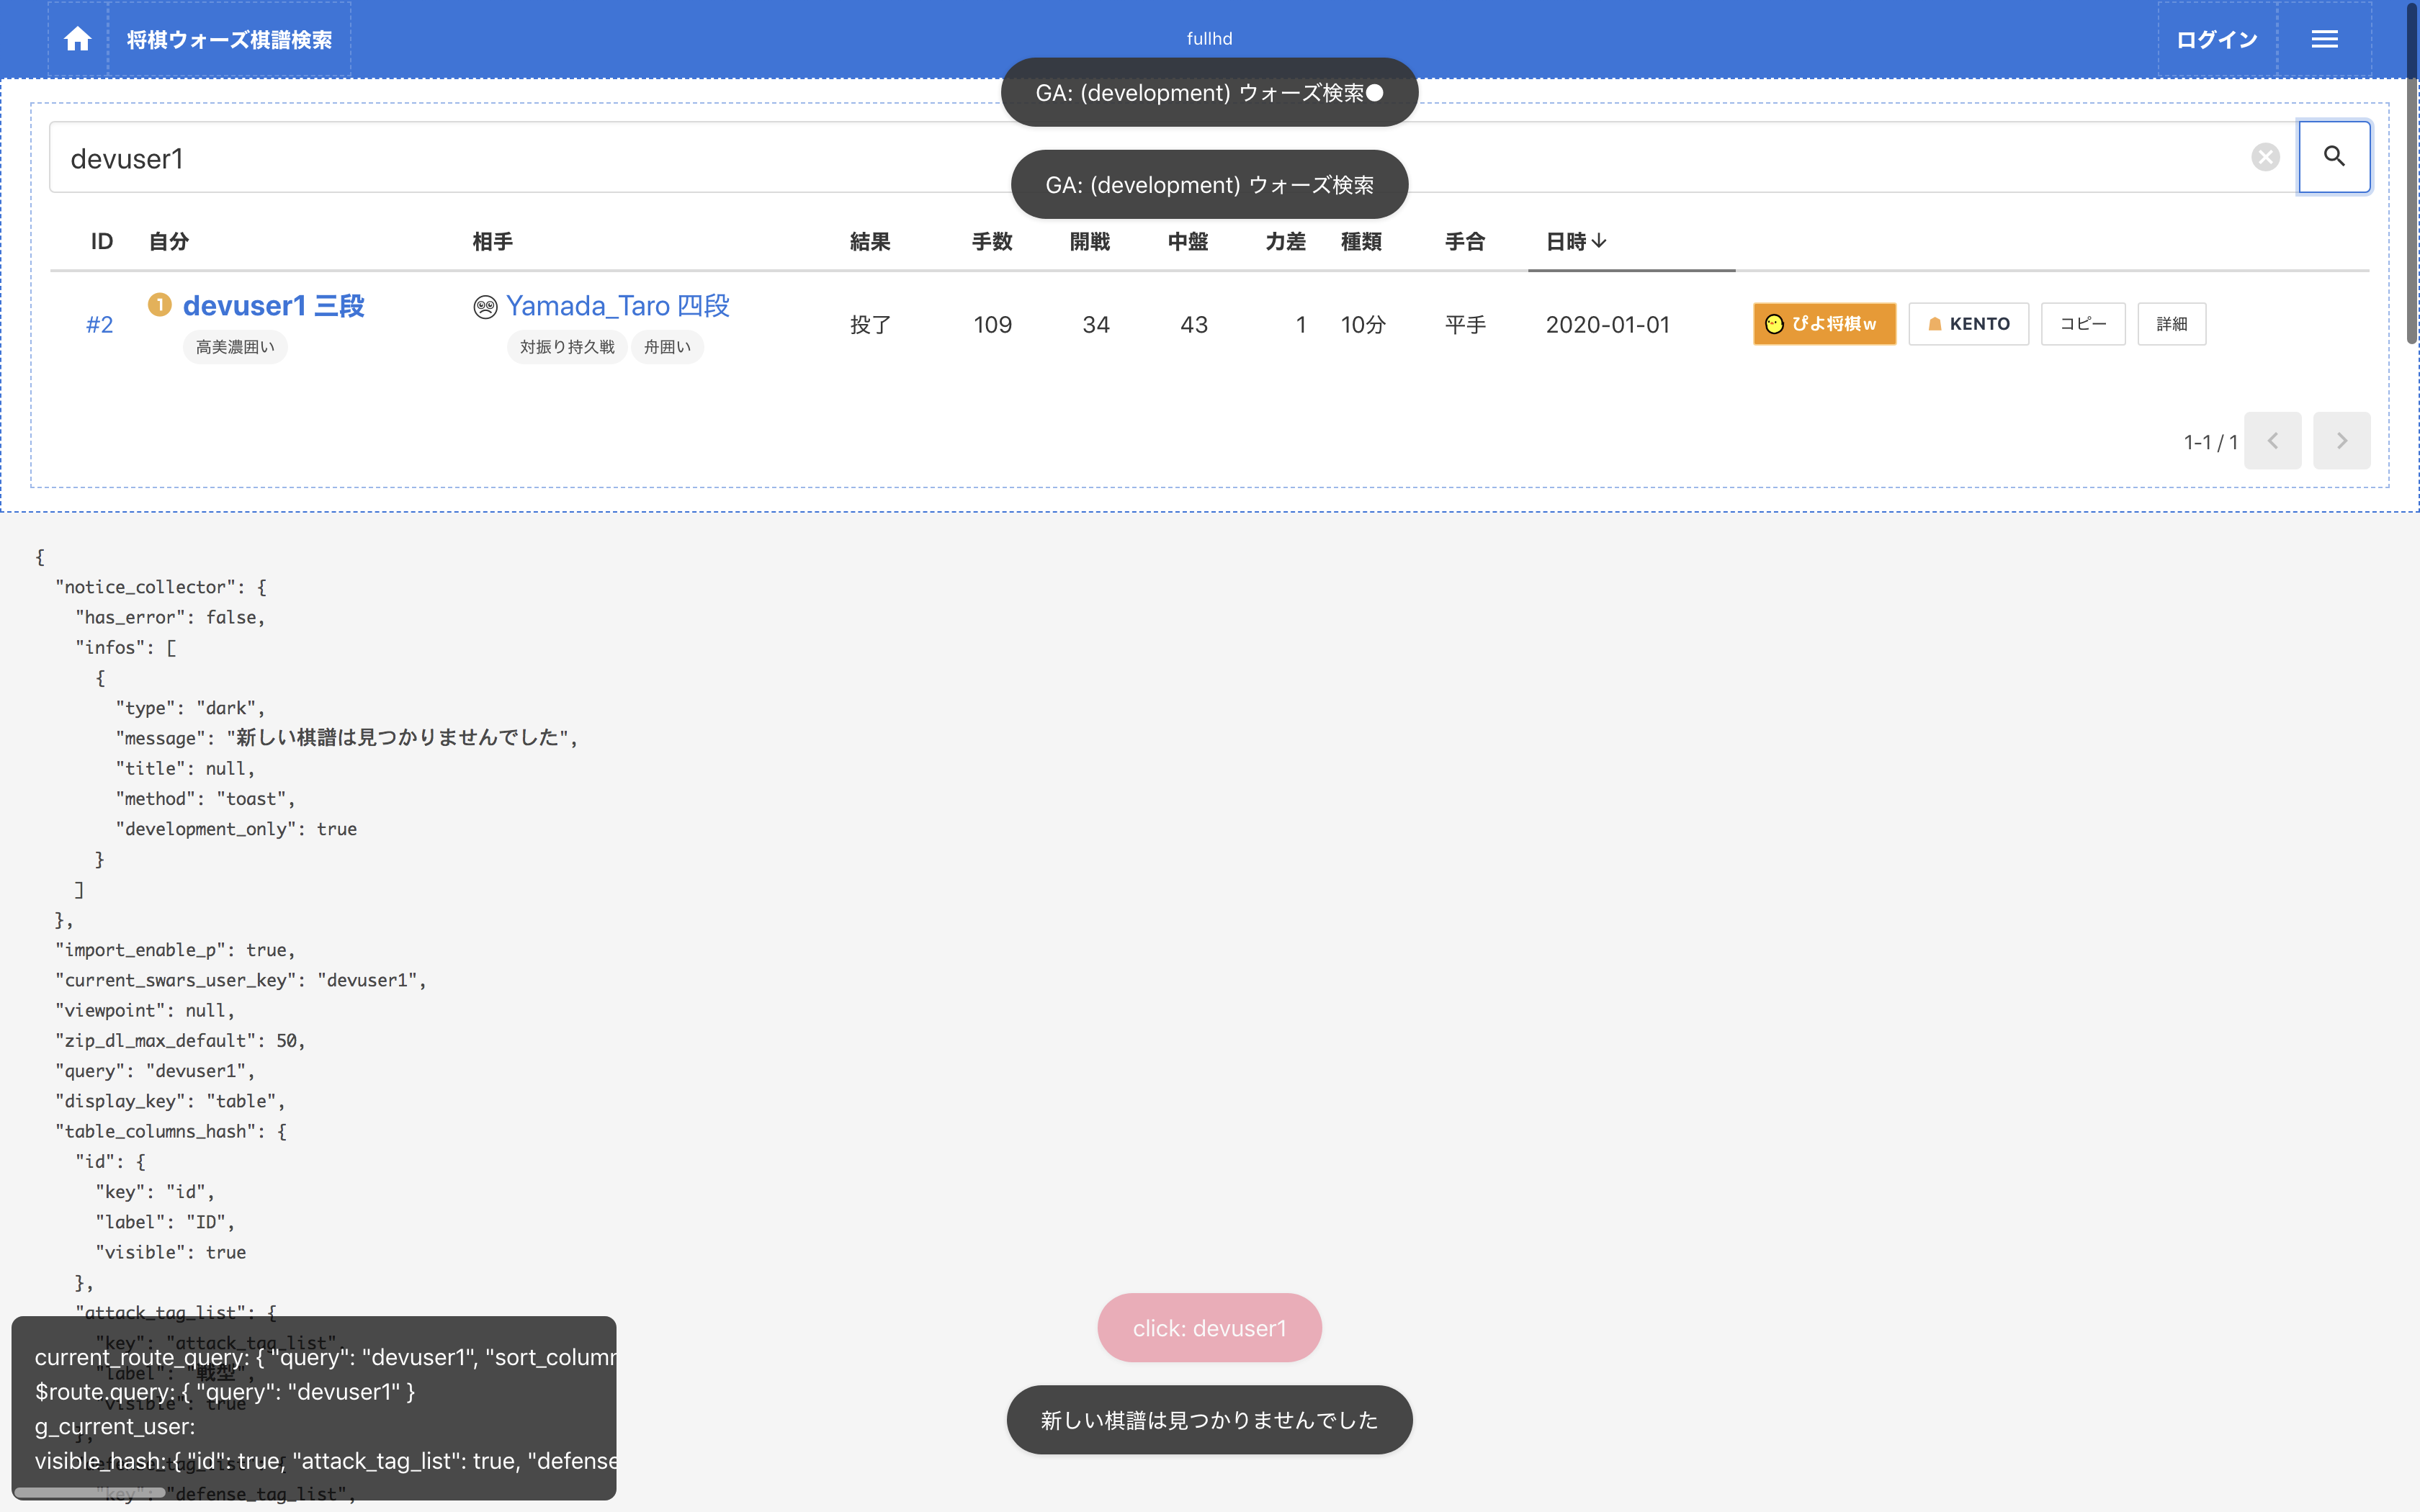 将棋ウォーズ棋譜検索
fullhd
ログイン
GA: (development) ウォーズ検索●
devuser1
GA: (development) ウォーズ検索
ID 自分 相手 結果 手数 開戦 中盤 力差 種類 手合 日時
#2 1 devuser1 三段 Yamada_Taro 四段 投了 109 34 43 1 10分 平手 2020-01-01 ぴよ将棋w KENTO コピー 詳細
高美濃囲い 対振り持久戦 舟囲い
1-1 / 1
{
"notice_collector": {
"has_error": false,
"infos": [
{
"type": "dark",
"message": "新しい棋譜は見つかりませんでした",
"title": null,
"method": "toast",
"development_only": true
}
]
},
"import_enable_p": true,
"current_swars_user_key": "devuser1",
"viewpoint": null,
"zip_dl_max_default": 50,
"query": "devuser1",
"display_key": "table",
"table_columns_hash": {
"id": {
"key": "id",
"label": "ID",
"visible": true
},
"attack_tag_list": {
"key": "attack_tag_list",
"label": "戦型",
"visible": true
},
"key": "defense_tag_list",
current_route_query: { "query": "devuser1", "sort_column
$route.query: { "query": "devuser1" }
g_current_user:
visible_hash: { "id": true, "attack_tag_list": true, "defense
click: devuser1
新しい棋譜は見つかりませんでした